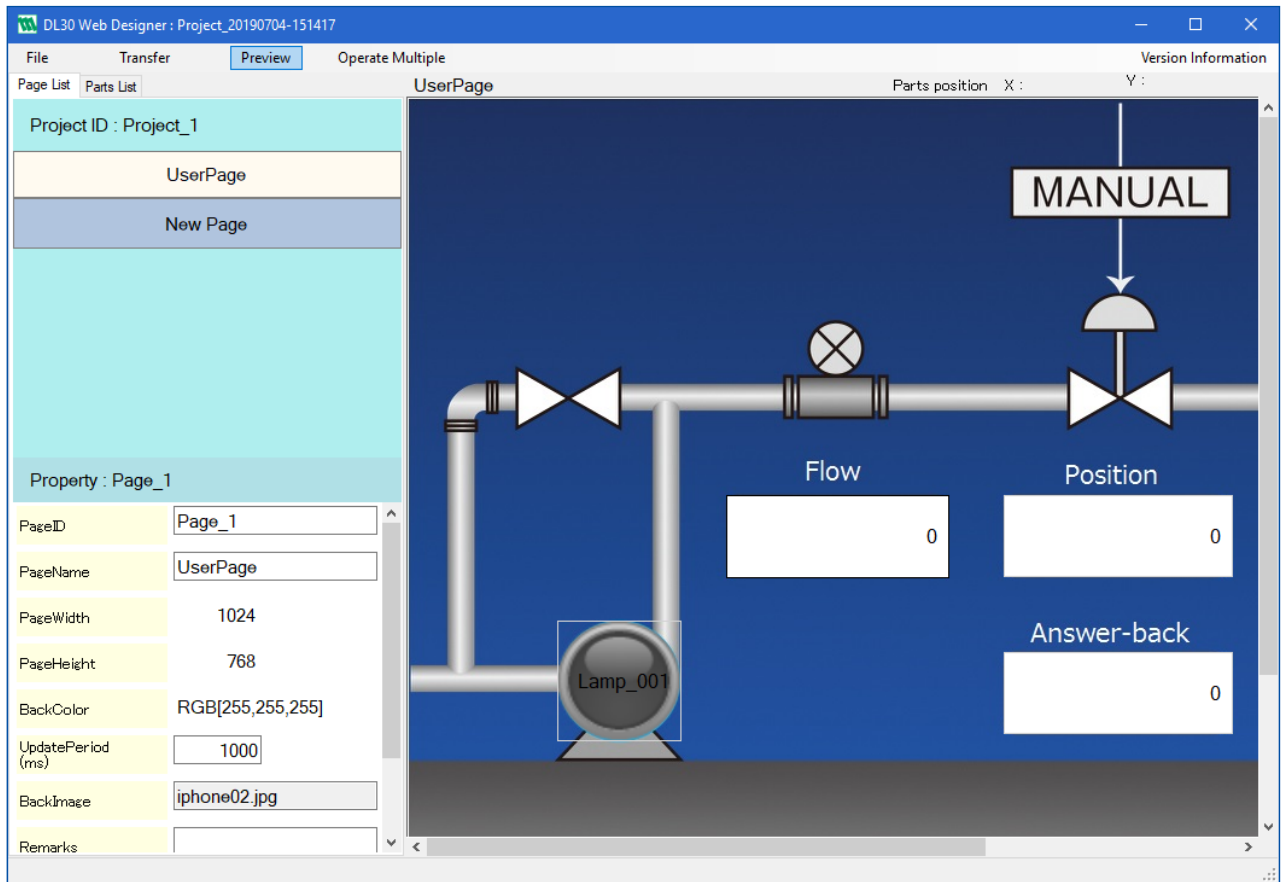 DL30 Web Designer : Project_20190704-151417
File Transfer Preview Operate Multiple Version Information
Page List Parts List UserPage Parts position X : Y :
Project ID : Project_1
UserPage
New Page
MANUAL
Flow Position
0 0
Property : Page_1
PageID Page_1
PageName UserPage
PageWidth 1024
PageHeight 768
BackColor RGB[255,255,255]
UpdatePeriod
(ms) 1000
BackImage iphone02.jpg
Remarks
Answer-back
Lamp_001
0